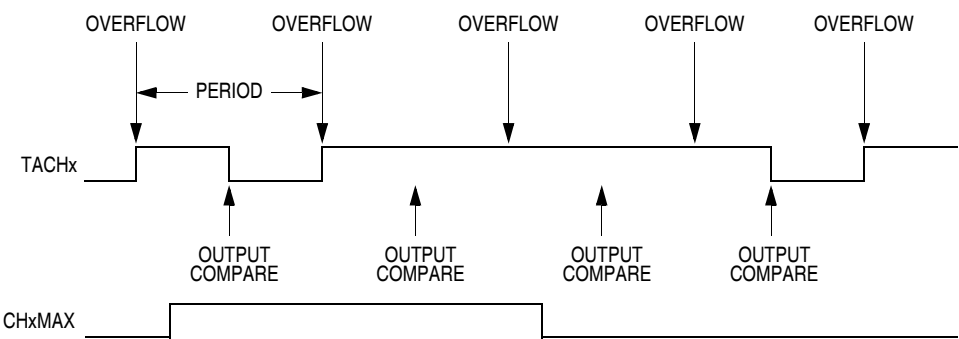 OVERFLOW OVERFLOW OVERFLOW OVERFLOW OVERFLOW
PERIOD
TACHx
OUTPUT COMPARE
OUTPUT COMPARE
OUTPUT COMPARE
OUTPUT COMPARE
CHxMAX